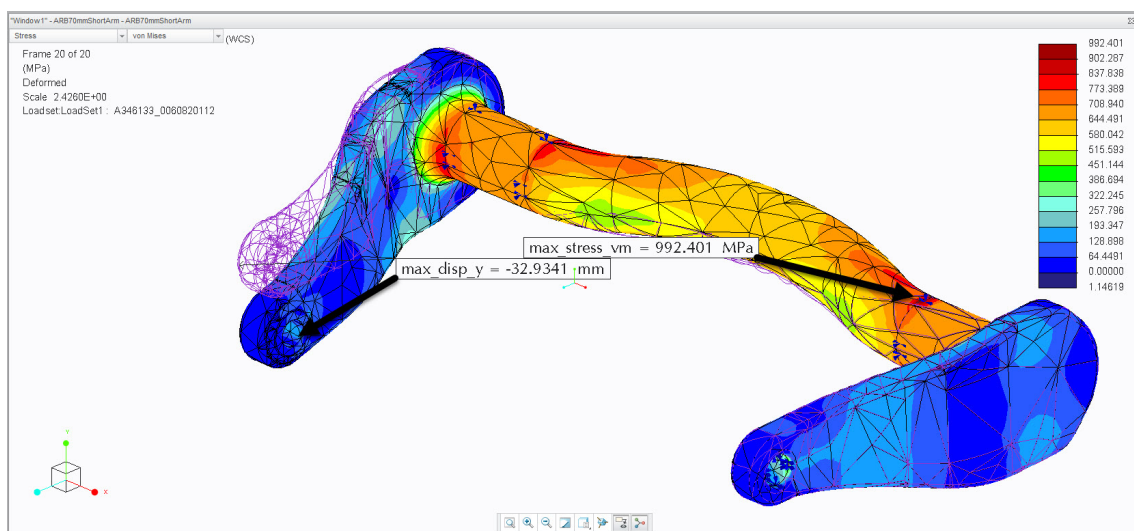 "Window1" - ARB70mmShortArm - ARB70mmShortArm
Stress von Mises (WCS)
Frame 20 of 20
(MPa)
Deformed
Scale 2.4260E+00
Loadset:LoadSet1 : A346133_0060820112
992.401
902.287
837.838
773.389
708.940
644.491
580.042
515.593
451.144
386.694
322.245
257.796
193.347
128.898
64.4491
0.00000
1.14619
max_stress_vm = 992.401 MPa
max_disp_y = -32.9341 mm
Y
X